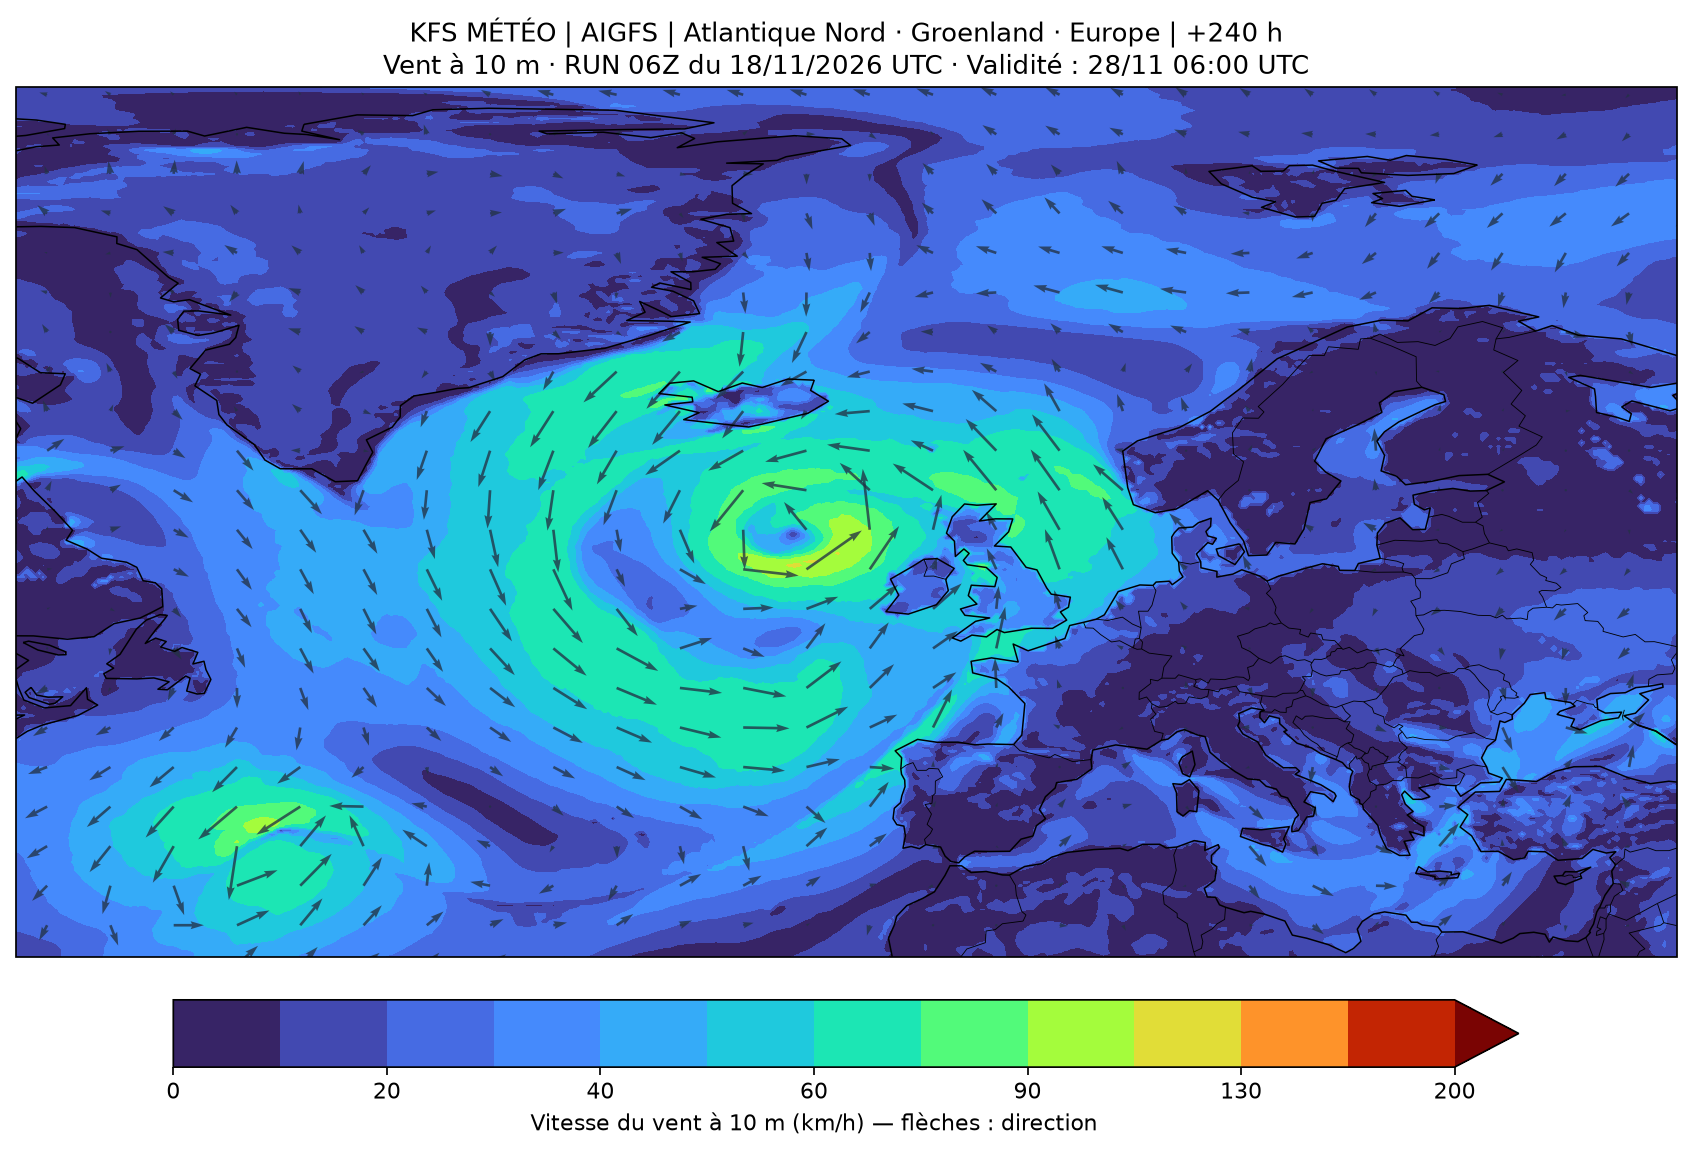 KFS MÉTÉO | AIGFS | Atlantique Nord · Groenland · Europe | +240 h
Vent à 10 m · RUN 06Z du 18/11/2026 UTC · Validité : 28/11 06:00 UTC
0 20 40 60 90 130 200
Vitesse du vent à 10 m (km/h) — flèches : direction